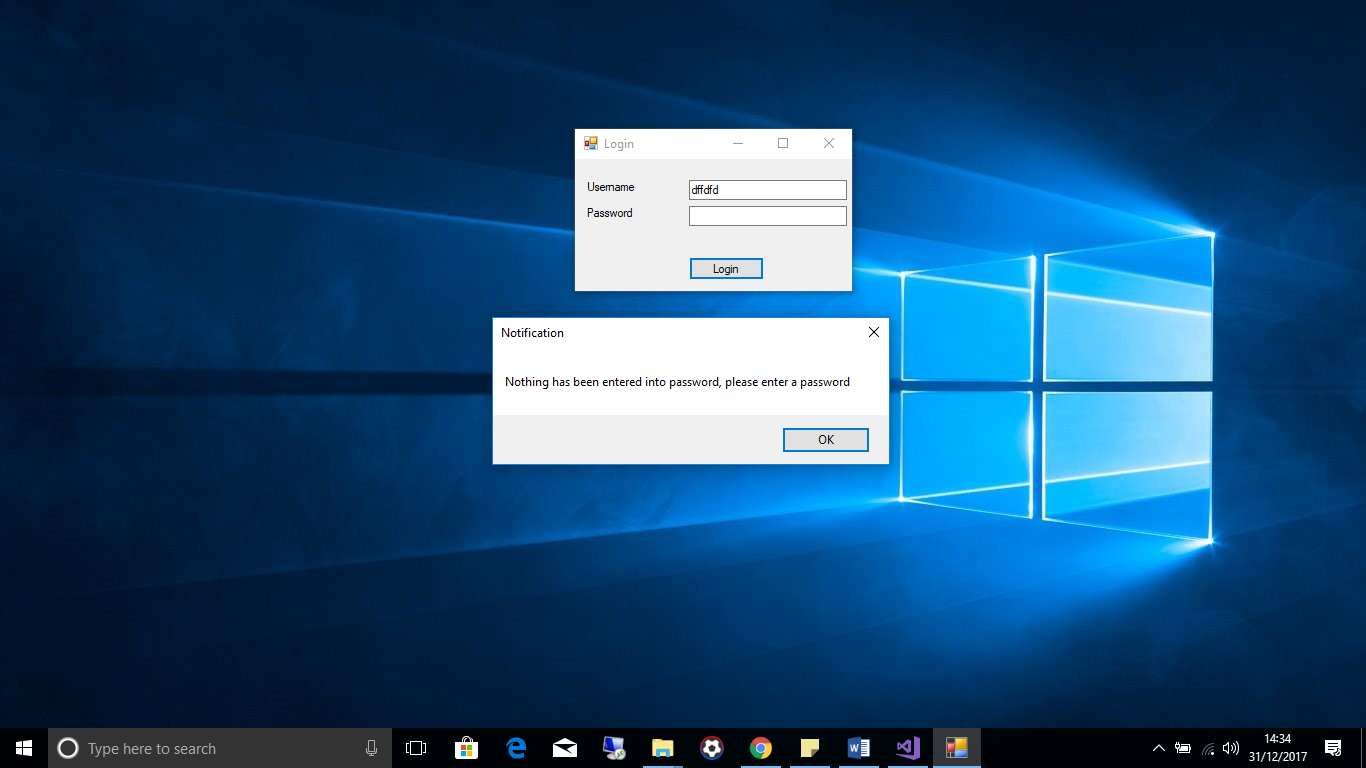 Login
Username
dffdfd
Password
Login
Notification
Nothing has been entered into password, please enter a password
OK
Type here to search
14:34
31/12/2017